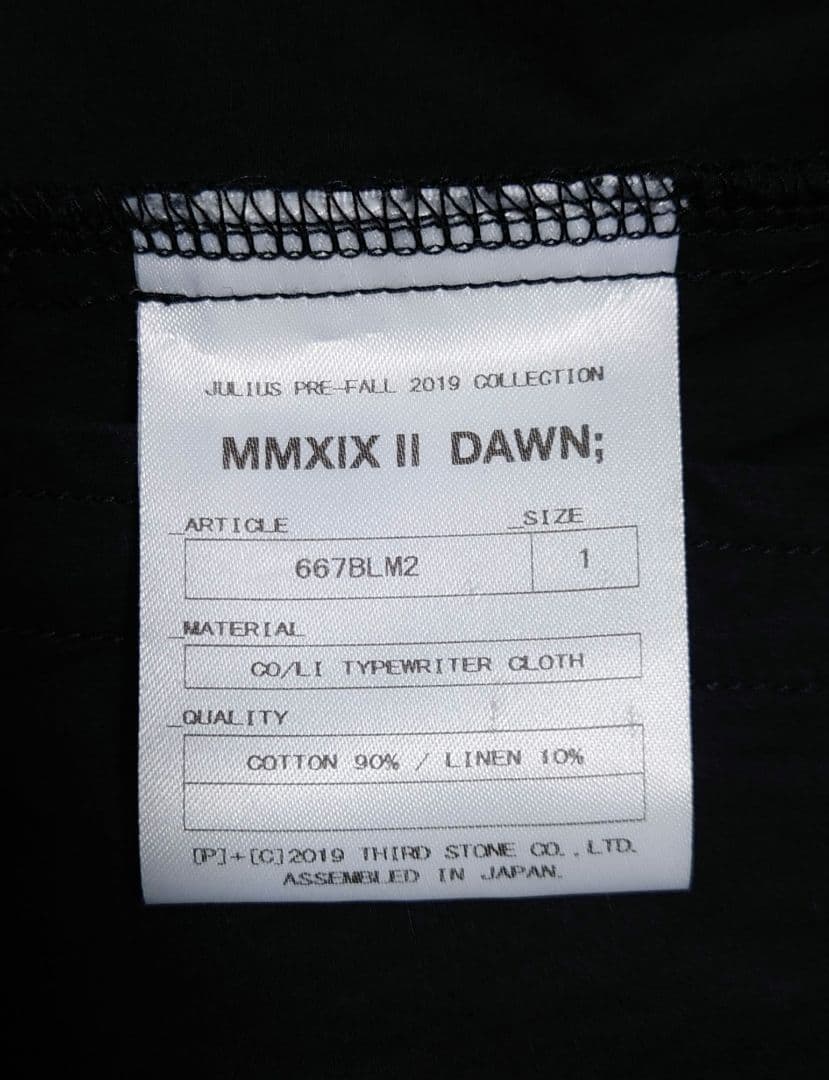 JULIUS PRE-FALL 2019 COLLECTION
MMXIX II DAWN;
_ARTICLE _SIZE
667BLM2 1
_MATERIAL
CO/LI TYPEWRITER CLOTH
_QUALITY
COTTON 90% / LINEN 10%
[P]+[C]2019 THIRD STONE CO.,LTD.
ASSEMBLED IN JAPAN.